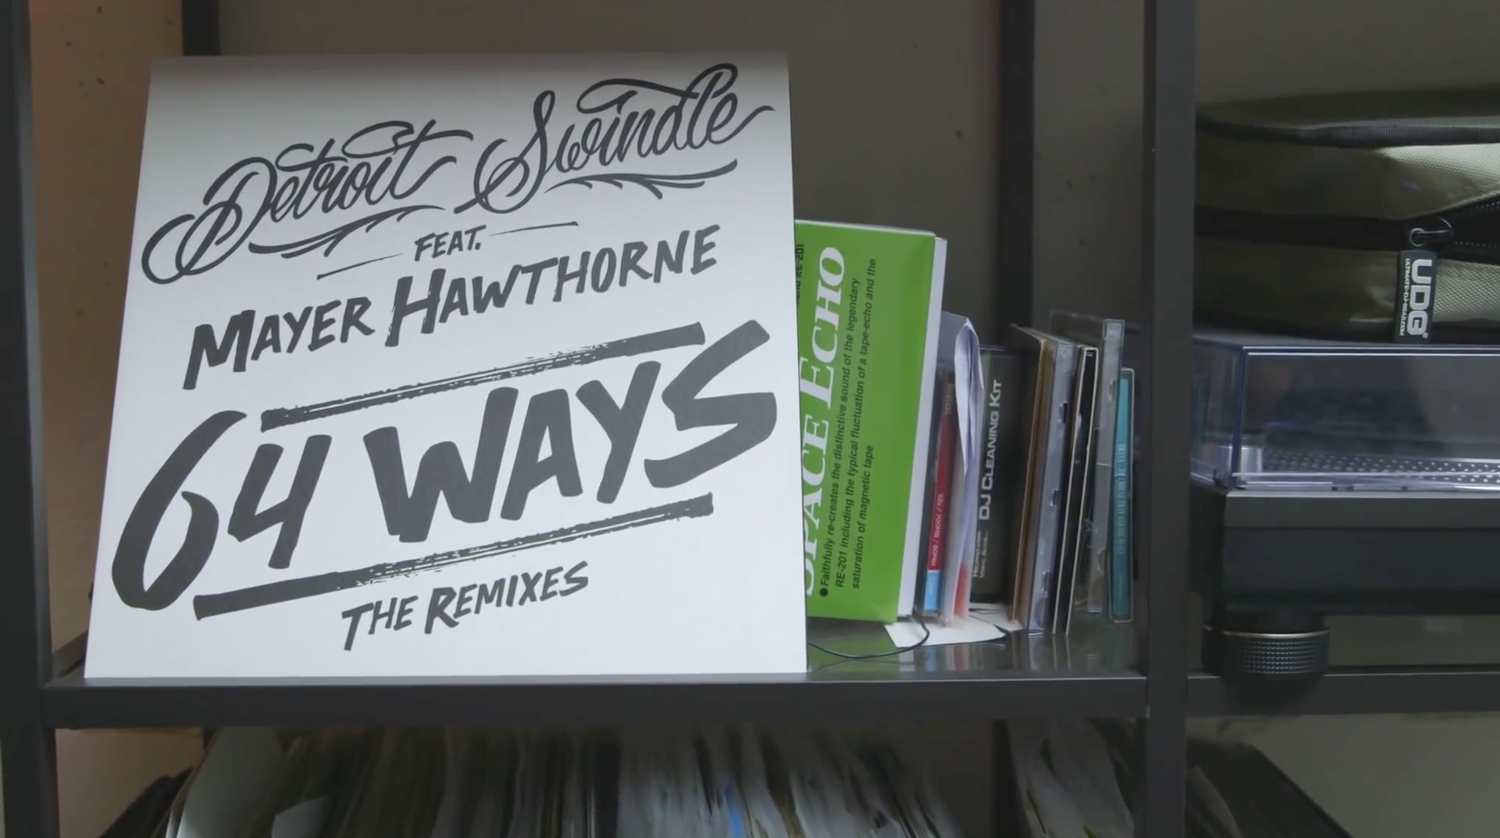 Detroit Swindle
FEAT.
MAYER HAWTHORNE
64 WAYS
THE REMIXES
SPACE ECHO
● Faithfully re-creates the distinctive sound of the legendary
RE-201 including the typical fluctuation of a tape-echo and the
saturation of magnetic tape
DJ CLEANING KIT
UDG